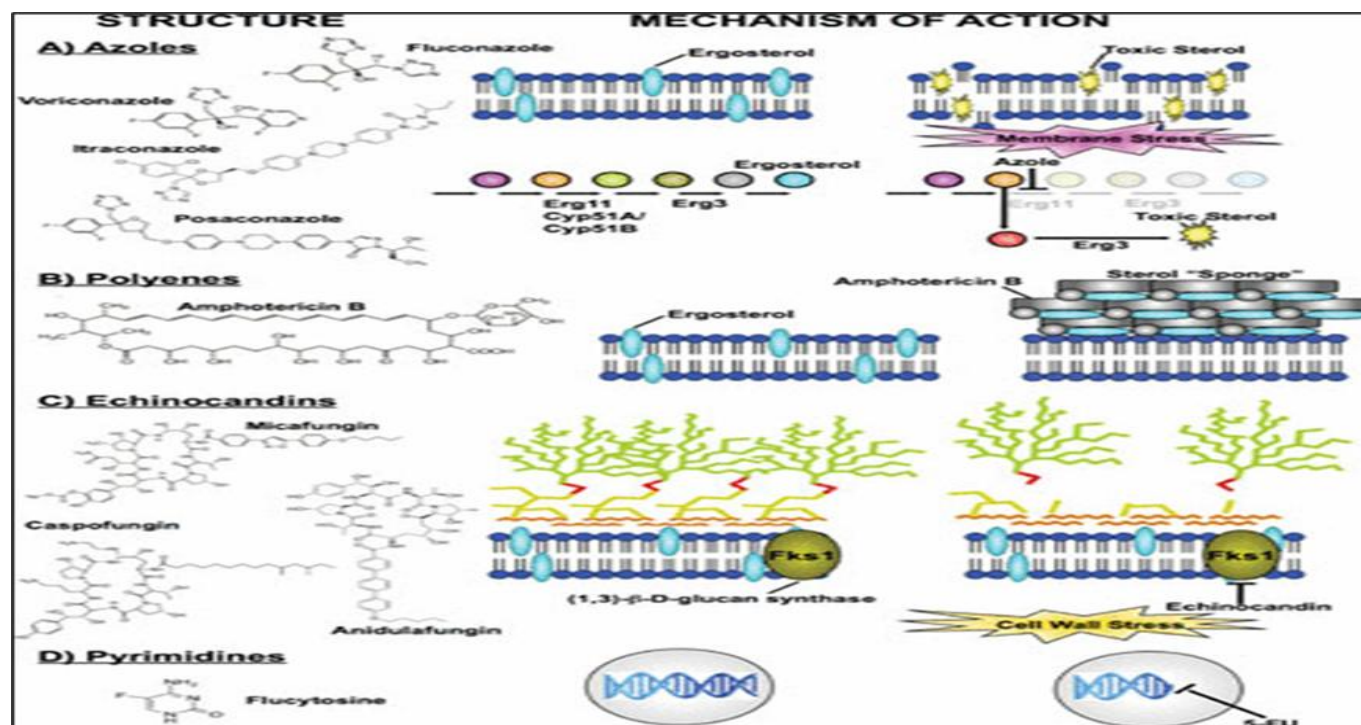 STRUCTURE
MECHANISM OF ACTION
A) Azoles
Fluconazole
Voriconazole
Itraconazole
Posaconazole
Ergosterol
Toxic Sterol
Membrane Stress
Ergosterol
Erg11
Cyp51A/
Cyp51B
Erg3
Azole
Erg11
Erg3
Toxic Sterol
Erg3
B) Polyenes
Amphotericin B
Ergosterol
Amphotericin B
Sterol "Sponge"
C) Echinocandins
Micafungin
Caspofungin
Anidulafungin
Fks1
(1,3)-β-D-glucan synthase
Fks1
Echinocandin
Cell Wall Stress
D) Pyrimidines
Flucytosine
NH₂
F
N
N
H
O
5-FU